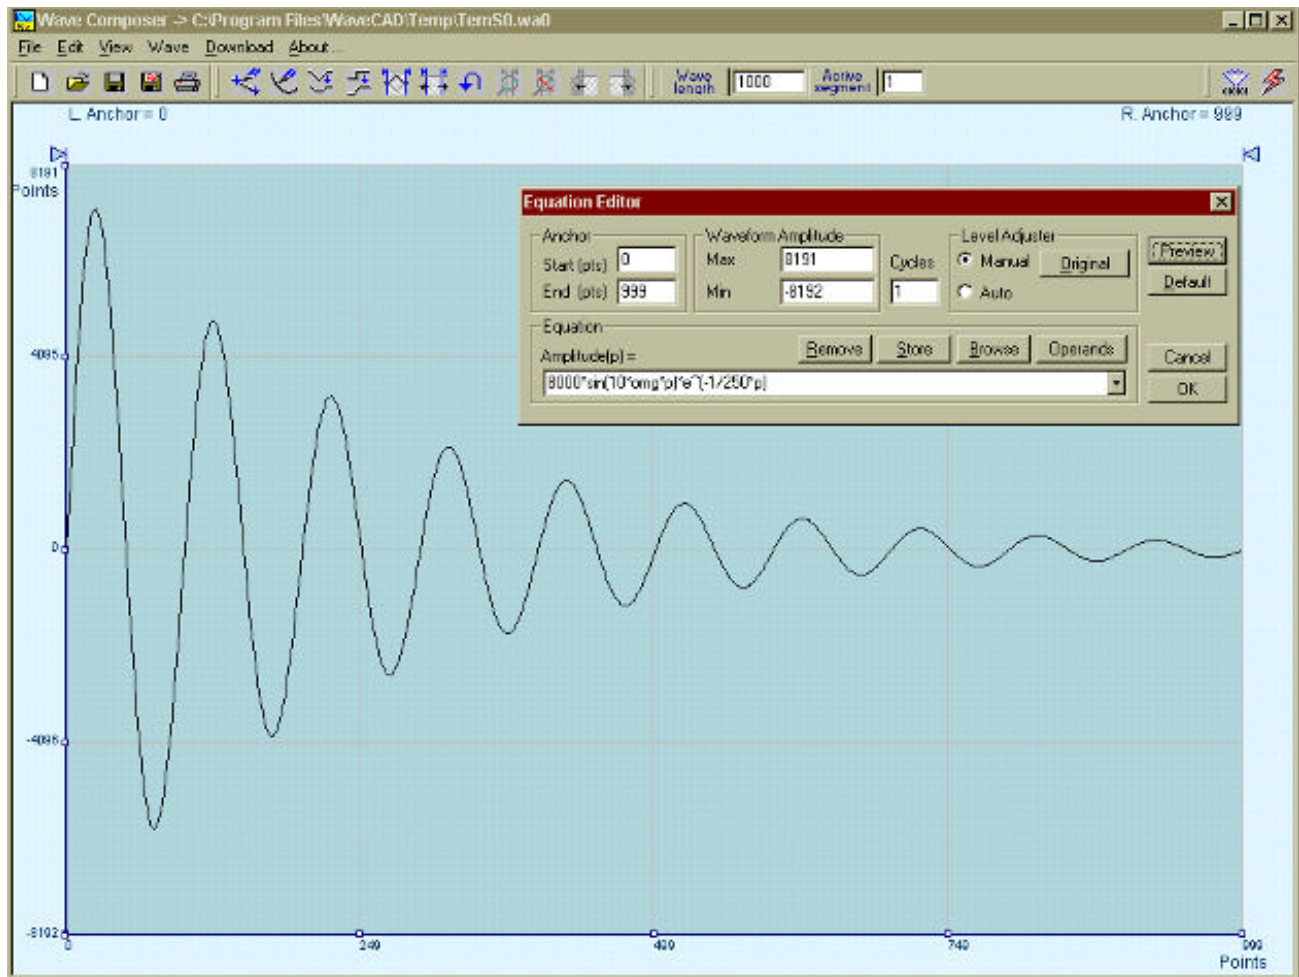 Wave Composer -> C:\Program Files\WaveCAD\Temp\TemS0.wa0
File Edit View Wave Download About...
Wave length 1000 Active segment 1
L. Anchor = 0
R. Anchor = 999
8191
Points
4095
0
-4096
-8192
0 249 499 749 999
Points
Equation Editor
Anchor
Start (pts) 0
End (pts) 999
Waveform Amplitude
Max 8191
Min -8192
Cycles
1
Level Adjuster
Manual Original
Auto
Preview
Default
Cancel
OK
Equation
Amplitude(p) =
Remove Store Browse Operands
8000*sin(10*omg*p)*e^(-1/250*p)